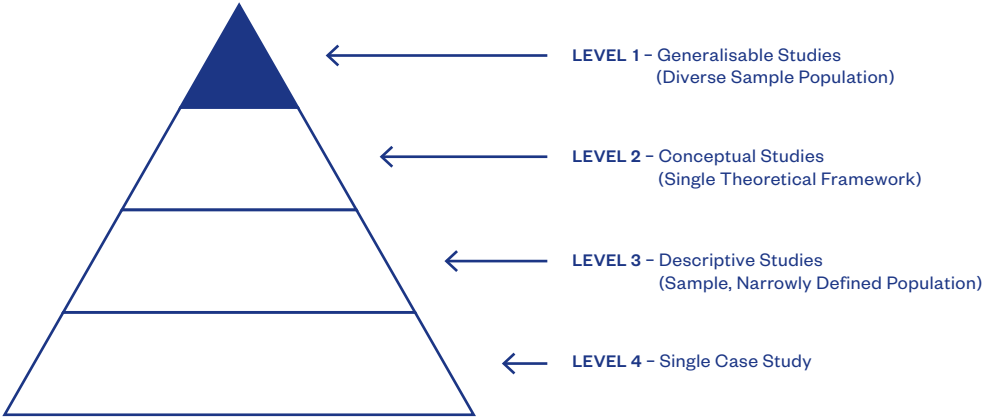 LEVEL 1 – Generalisable Studies
(Diverse Sample Population)
LEVEL 2 – Conceptual Studies
(Single Theoretical Framework)
LEVEL 3 – Descriptive Studies
(Sample, Narrowly Defined Population)
LEVEL 4 – Single Case Study